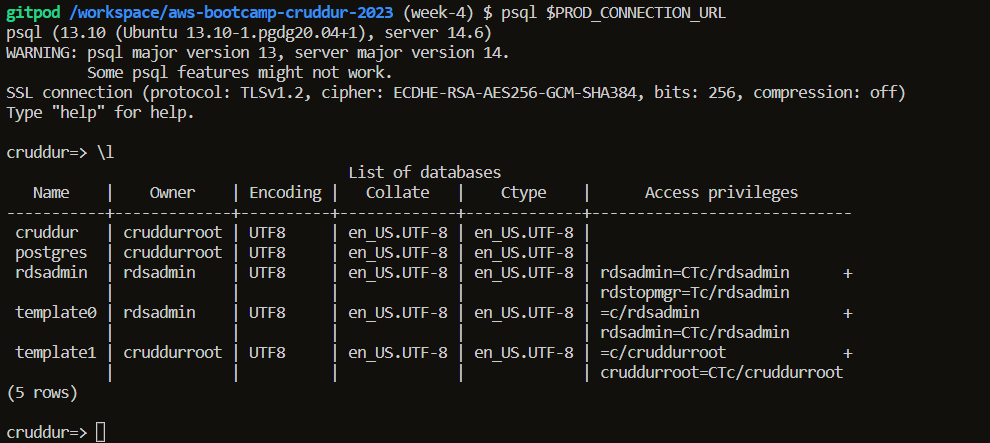 gitpod /workspace/aws-bootcamp-cruddur-2023 (week-4) $ psql $PROD_CONNECTION_URL
psql (13.10 (Ubuntu 13.10-1.pgdg20.04+1), server 14.6)
WARNING: psql major version 13, server major version 14.
         Some psql features might not work.
SSL connection (protocol: TLSv1.2, cipher: ECDHE-RSA-AES256-GCM-SHA384, bits: 256, compression: off)
Type "help" for help.

cruddur=> \l
                                     List of databases
   Name    |    Owner    | Encoding |   Collate   |    Ctype    |      Access privileges
-----------+-------------+----------+-------------+-------------+-----------------------------
 cruddur   | cruddurroot | UTF8     | en_US.UTF-8 | en_US.UTF-8 |
 postgres  | cruddurroot | UTF8     | en_US.UTF-8 | en_US.UTF-8 |
 rdsadmin  | rdsadmin    | UTF8     | en_US.UTF-8 | en_US.UTF-8 | rdsadmin=CTc/rdsadmin      +
           |             |          |             |             | rdstopmgr=Tc/rdsadmin
 template0 | rdsadmin    | UTF8     | en_US.UTF-8 | en_US.UTF-8 | =c/rdsadmin                +
           |             |          |             |             | rdsadmin=CTc/rdsadmin
 template1 | cruddurroot | UTF8     | en_US.UTF-8 | en_US.UTF-8 | =c/cruddurroot             +
           |             |          |             |             | cruddurroot=CTc/cruddurroot
(5 rows)

cruddur=>